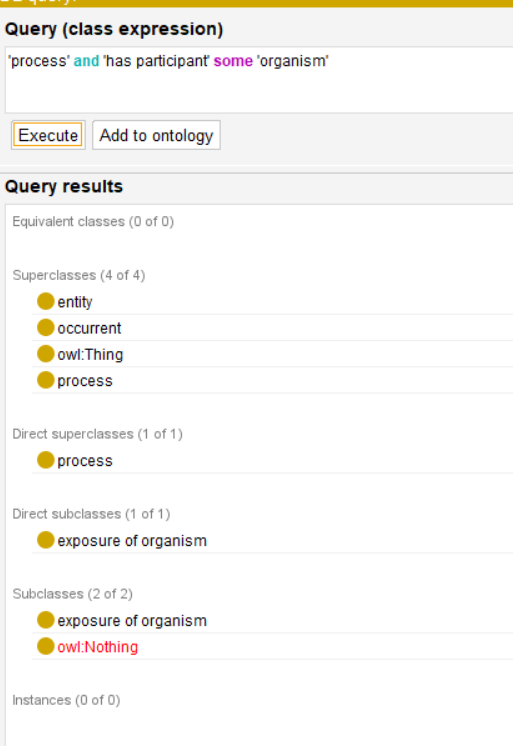 Query (class expression)
'process' and 'has participant' some 'organism'
Execute Add to ontology
Query results
Equivalent classes (0 of 0)
Superclasses (4 of 4)
entity
occurrent
owl:Thing
process
Direct superclasses (1 of 1)
process
Direct subclasses (1 of 1)
exposure of organism
Subclasses (2 of 2)
exposure of organism
owl:Nothing
Instances (0 of 0)